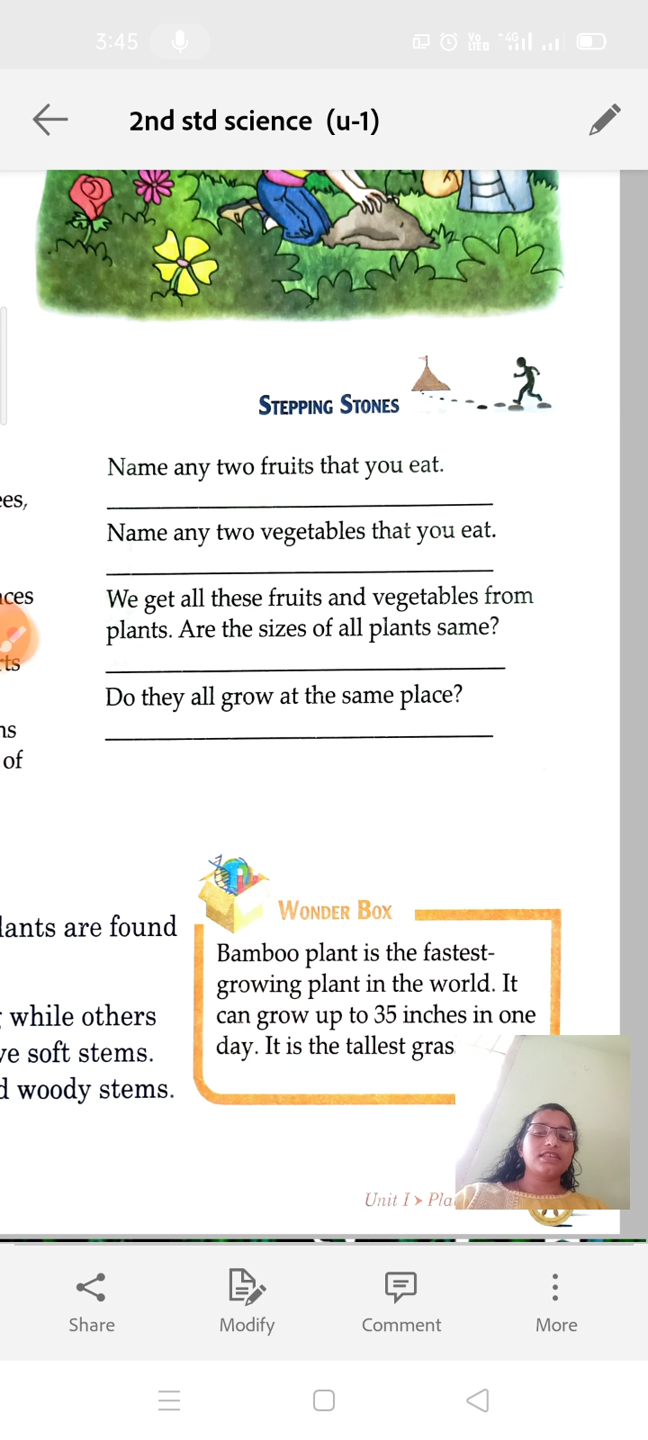 3:45
Vo
LTE
4G
2nd std science (u-1)
STEPPING STONES
Name any two fruits that you eat.
ees,
Name any two vegetables that you eat.
We get all these fruits and vegetables from
plants. Are the sizes of all plants same?
rts
Do they all grow at the same place?
of
WONDER BOX
lants are found
Bamboo plant is the fastest-
growing plant in the world. It
while others
can grow up to 35 inches in one
ve soft stems.
day. It is the tallest gras
d woody stems.
Unit I > Pla
Share
Modify
Comment
More